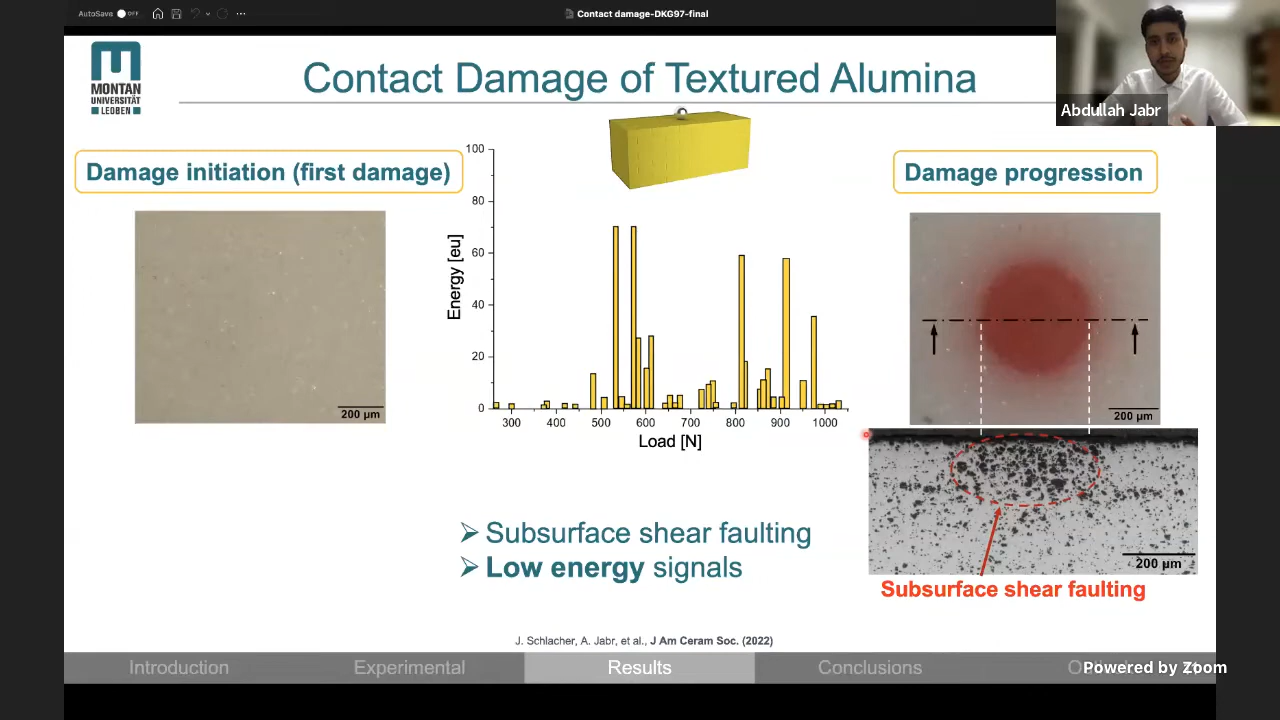 AutoSave OFF
Contact damage-DKG97-final
Abdullah Jabr
MONTAN
UNIVERSITÄT
LEOBEN
Contact Damage of Textured Alumina
Damage initiation (first damage)
200 µm
Energy [eu]
100
80
60
40
20
0
300 400 500 600 700 800 900 1000
Load [N]
Damage progression
200 µm
200 µm
Subsurface shear faulting
➢ Subsurface shear faulting
➢ Low energy signals
J. Schlacher, A. Jabr, et al., J Am Ceram Soc. (2022)
Introduction Experimental Results Conclusions
Powered by Zoom